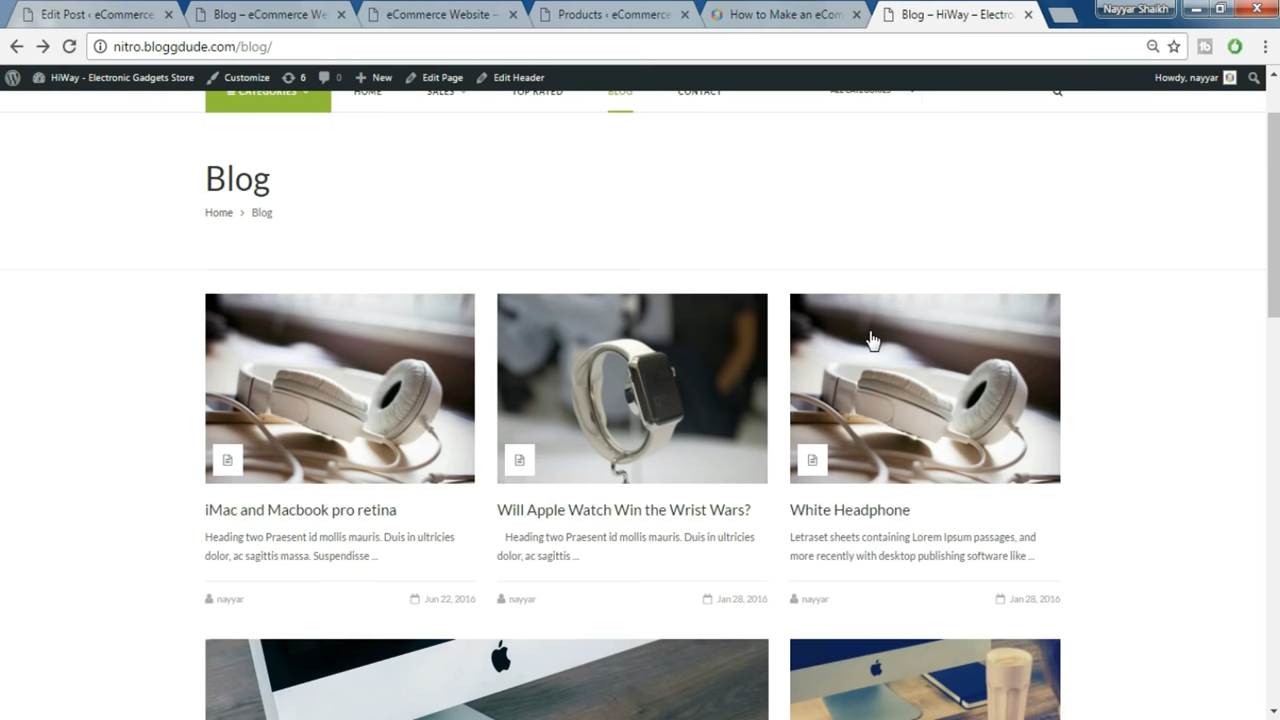 Edit Post ‹ eCommerce
Blog – eCommerce We
eCommerce Website –
Products ‹ eCommerce
How to Make an eCom
Blog – HiWay – Electro
Nayyar Shaikh
nitro.bloggdude.com/blog/
HiWay - Electronic Gadgets Store
Customize
6
0
New
Edit Page
Edit Header
Howdy, nayyar
CATEGORIES
HOME
SALES
TOP RATED
BLOG
CONTACT
ALL CATEGORIES
Blog
Home > Blog
iMac and Macbook pro retina
Heading two Praesent id mollis mauris. Duis in ultricies
dolor, ac sagittis massa. Suspendisse ...
nayyar
Jun 22, 2016
Will Apple Watch Win the Wrist Wars?
Heading two Praesent id mollis mauris. Duis in ultricies
dolor, ac sagittis ...
nayyar
Jan 28, 2016
White Headphone
Letraset sheets containing Lorem Ipsum passages, and
more recently with desktop publishing software like ...
nayyar
Jan 28, 2016